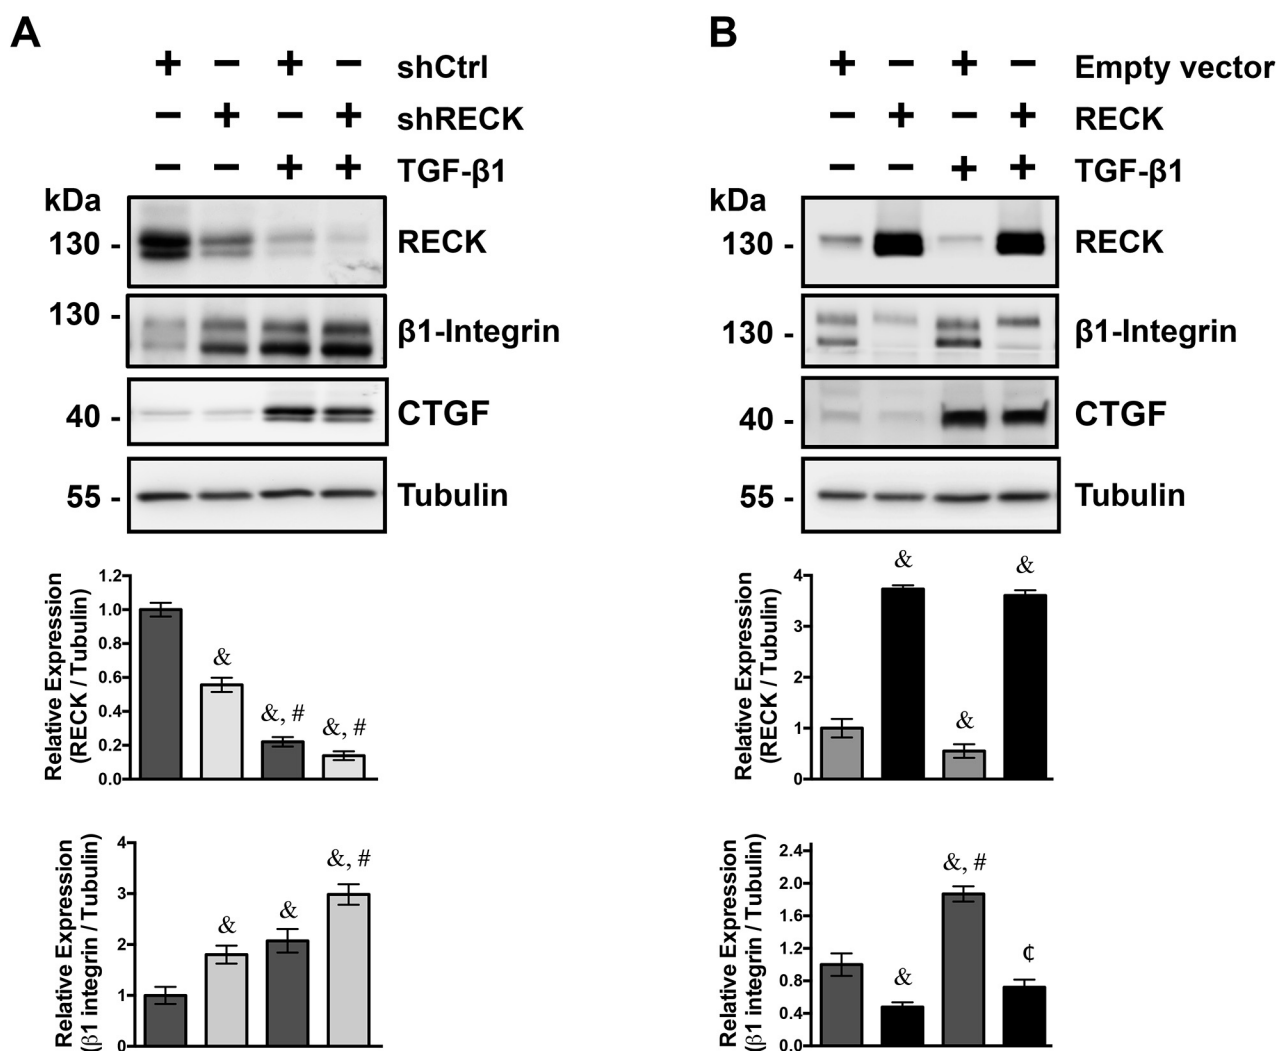 A
+ − + − shCtrl
− + − + shRECK
− − + + TGF-β1
kDa
130 - RECK
130 - β1-Integrin
40 - CTGF
55 - Tubulin
Relative Expression
(RECK / Tubulin)
1.2
1.0
0.8
0.6
0.4
0.2
0.0
&
&, #
&, #
Relative Expression
(β1 integrin / Tubulin)
4
3
2
1
0
&
&
&, #
B
+ − + − Empty vector
− + − + RECK
− − + + TGF-β1
kDa
130 - RECK
130 - β1-Integrin
40 - CTGF
55 - Tubulin
Relative Expression
(RECK / Tubulin)
4
3
2
1
0
&
&
&
Relative Expression
(β1 integrin / Tubulin)
2.4
2.0
1.6
1.2
0.8
0.4
0.0
&
&, #
¢